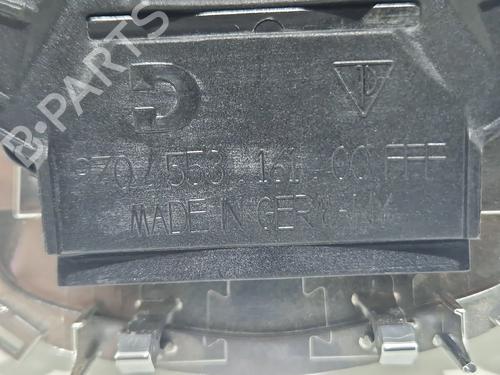 B-PARTS
970.553.161.00 FFF
MADE IN GERMANY